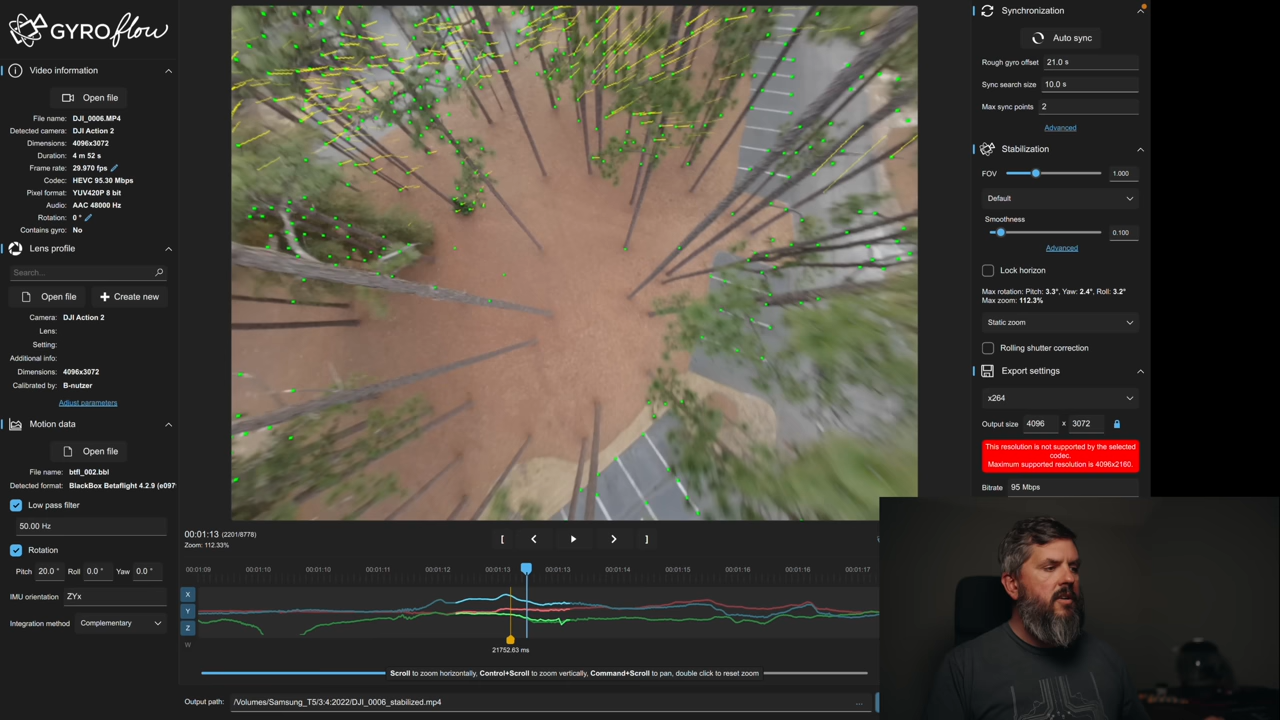 GYROflow
Video information
Open file
File name: DJI_0006.MP4
Detected camera: DJI Action 2
Dimensions: 4096x3072
Duration: 4 m 52 s
Frame rate: 29.970 fps
Codec: HEVC 95.30 Mbps
Pixel format: YUV420P 8 bit
Audio: AAC 48000 Hz
Rotation: 0 °
Contains gyro: No
Lens profile
Search...
Open file
Create new
Camera: DJI Action 2
Lens:
Setting:
Additional info:
Dimensions: 4096x3072
Calibrated by: B-nutzer
Adjust parameters
Motion data
Open file
File name: btfl_002.bbl
Detected format: BlackBox Betaflight 4.2.9 (e097
Low pass filter
50.00 Hz
Rotation
Pitch 20.0 ° Roll 0.0 ° Yaw 0.0 °
IMU orientation ZYx
Integration method Complementary
00:01:13 (2201/8778)
Zoom: 112.33%
[ ]
00:01:09 00:01:10 00:01:10 00:01:11 00:01:12 00:01:13 00:01:13 00:01:14 00:01:15 00:01:16 00:01:16 00:01:17
X
Y
Z
W
21752.63 ms
Scroll to zoom horizontally, Control+Scroll to zoom vertically, Command+Scroll to pan, double click to reset zoom
Output path: /Volumes/Samsung_T5/3:4:2022/DJI_0006_stabilized.mp4 ...
Synchronization
Auto sync
Rough gyro offset 21.0 s
Sync search size 10.0 s
Max sync points 2
Advanced
Stabilization
FOV 1.000
Default
Smoothness
0.100
Advanced
Lock horizon
Max rotation: Pitch: 3.3°, Yaw: 2.4°, Roll: 3.2°
Max zoom: 112.3%
Static zoom
Rolling shutter correction
Export settings
x264
Output size 4096 x 3072
This resolution is not supported by the selected
codec.
Maximum supported resolution is 4096x2160.
Bitrate 95 Mbps